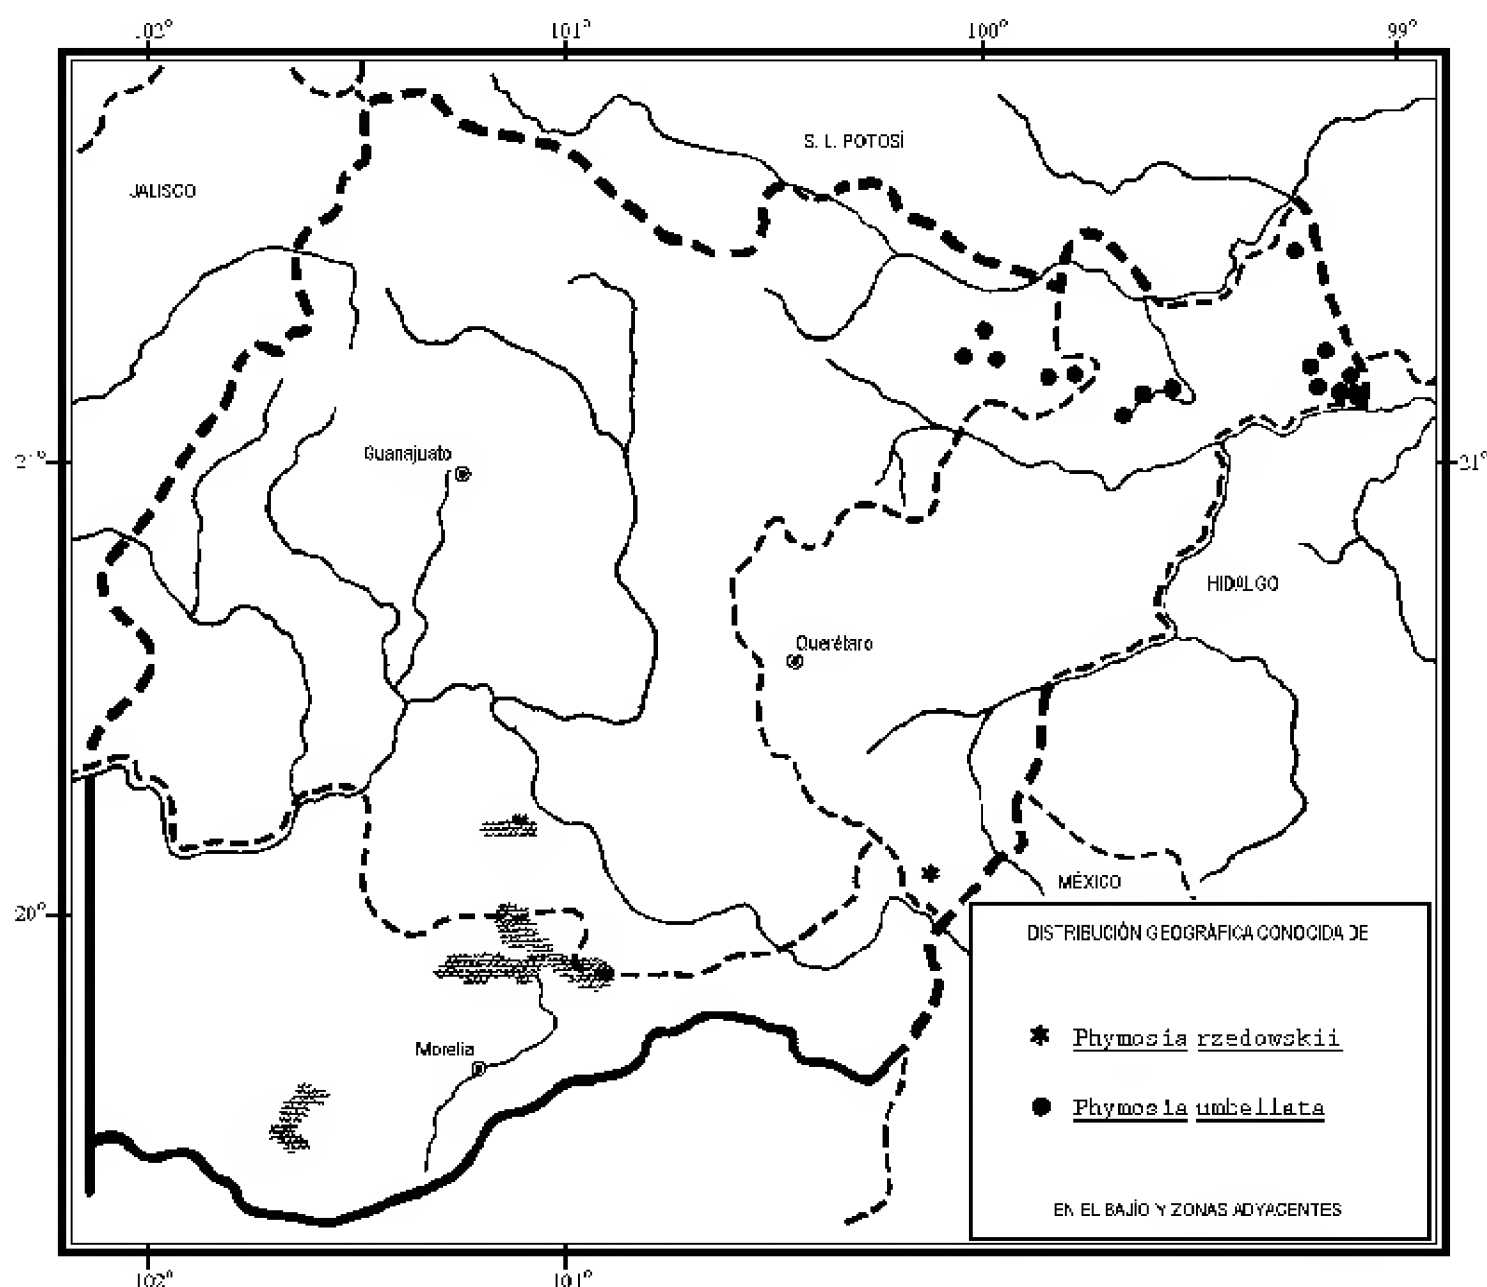 102° 101° 100° 99°
S. L. POTOSÍ
JALISCO
Guanajuato
21° 21°
HIDALGO
Querétaro
MÉXICO
20°
DISTRIBUCIÓN GEOGRÁFICA CONOCIDA DE
Phymosia rzedowskii
Morelia
Phymosia umbellata
EN EL BAJÍO Y ZONAS ADYACENTES
102° 101°